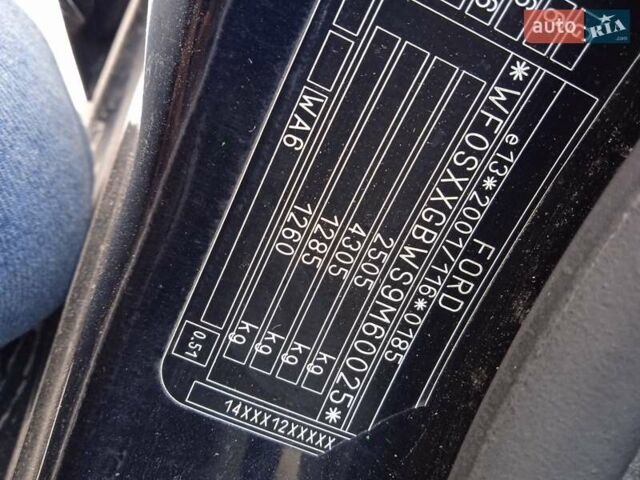 FORD
e13*2001/116*0185
*WF0SXXGBWS9M60025*
2505 kg
4305 kg
1285 kg
1260 kg
WA6
0.51
14XXX12XXXXX
auto
RIA
.com